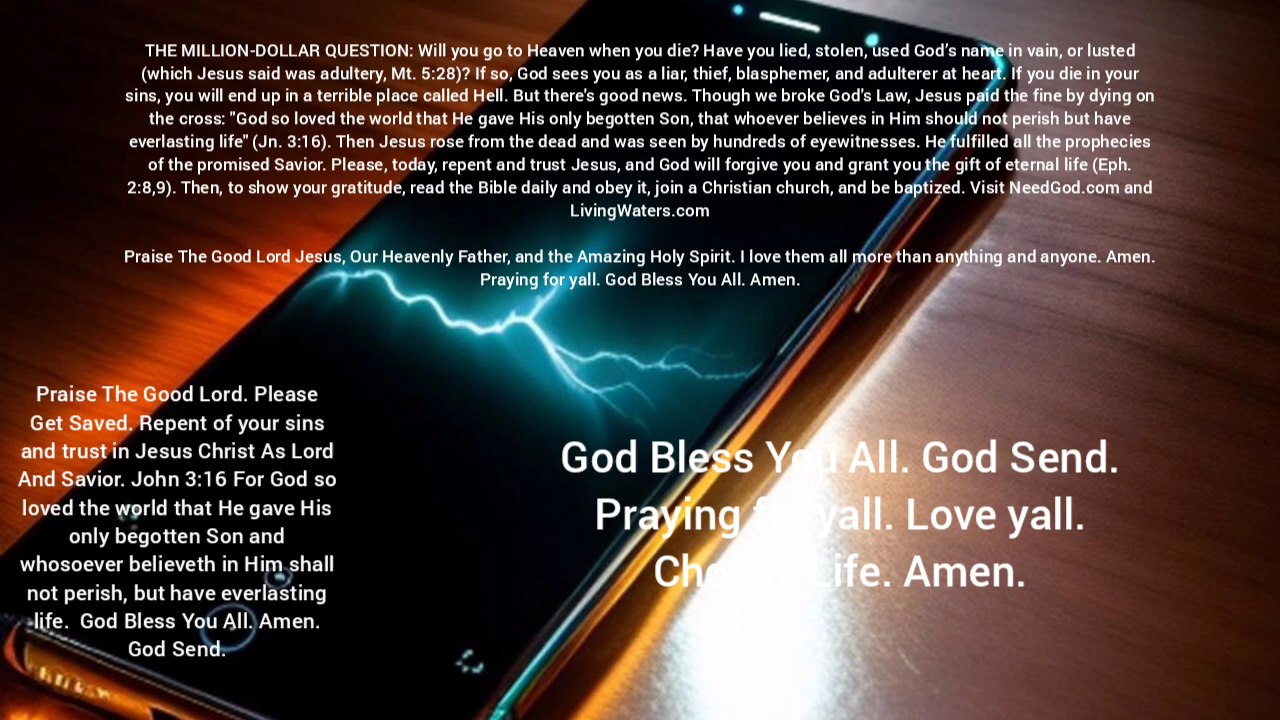 THE MILLION-DOLLAR QUESTION: Will you go to Heaven when you die? Have you lied, stolen, used God's name in vain, or lusted
(which Jesus said was adultery, Mt. 5:28)? If so, God sees you as a liar, thief, blasphemer, and adulterer at heart. If you die in your
sins, you will end up in a terrible place called Hell. But there's good news. Though we broke God's Law, Jesus paid the fine by dying on
the cross: "God so loved the world that He gave His only begotten Son, that whoever believes in Him should not perish but have
everlasting life" (Jn. 3:16). Then Jesus rose from the dead and was seen by hundreds of eyewitnesses. He fulfilled all the prophecies
of the promised Savior. Please, today, repent and trust Jesus, and God will forgive you and grant you the gift of eternal life (Eph.
2:8,9). Then, to show your gratitude, read the Bible daily and obey it, join a Christian church, and be baptized. Visit NeedGod.com and
LivingWaters.com
Praise The Good Lord Jesus, Our Heavenly Father, and the Amazing Holy Spirit. I love them all more than anything and anyone. Amen.
Praying for yall. God Bless You All. Amen.
Praise The Good Lord. Please
Get Saved. Repent of your sins
and trust in Jesus Christ As Lord
And Savior. John 3:16 For God so
loved the world that He gave His
only begotten Son and
whosoever believeth in Him shall
not perish, but have everlasting
life.  God Bless You All. Amen.
God Send.
God Bless You All. God Send.
Praying for yall. Love yall.
Choose Life. Amen.